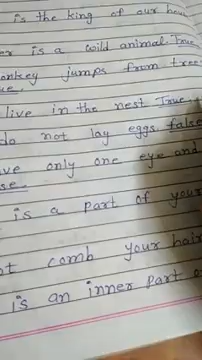 is the king of our
is a wild animal True
onkey jumps from tree
live in the nest True
do not lay eggs false
ve only one eye and
se.
is a part of your
comb your hair
is an inner part